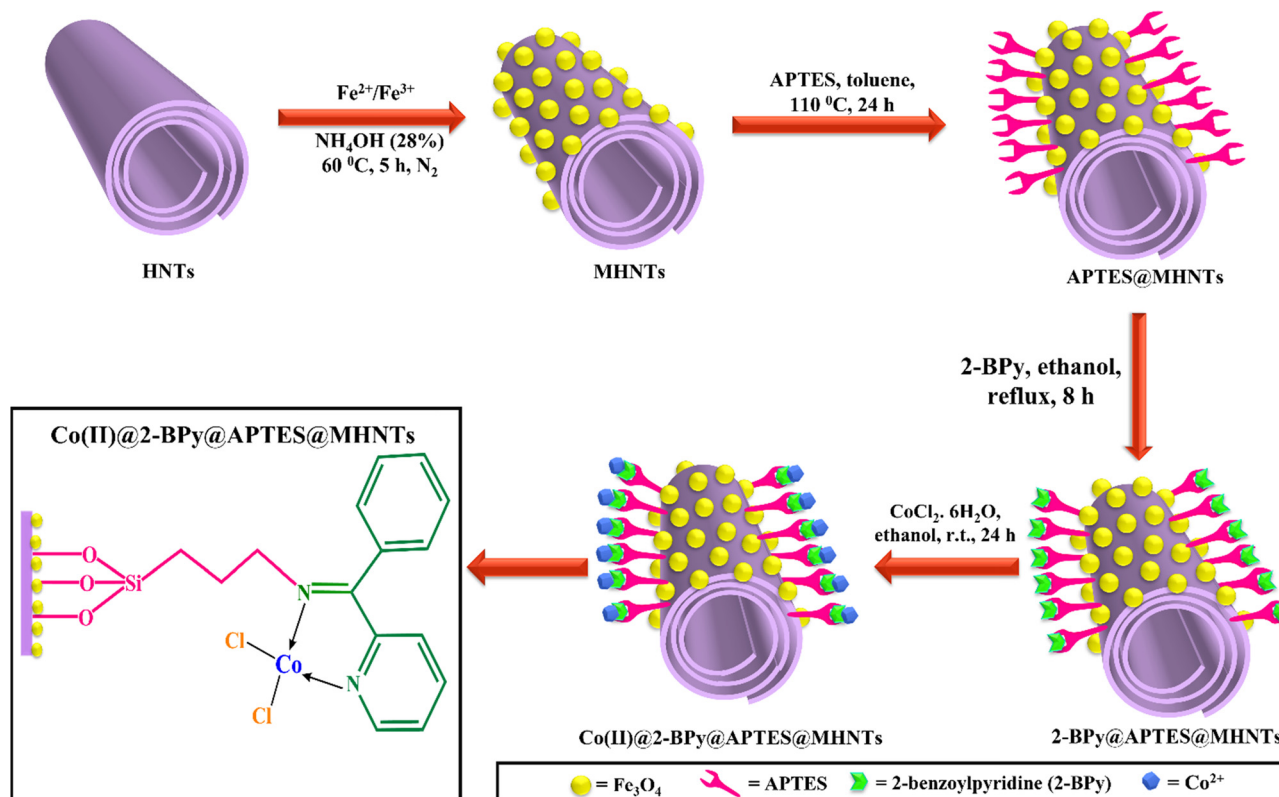 Fe²⁺/Fe³⁺
NH₄OH (28%)
60 ⁰C, 5 h, N₂
APTES, toluene,
110 ⁰C, 24 h
HNTs
MHNTs
APTES@MHNTs
2-BPy, ethanol,
reflux, 8 h
Co(II)@2-BPy@APTES@MHNTs
O
O
O
Si
N
Cl
Co
Cl
N
CoCl₂. 6H₂O,
ethanol, r.t., 24 h
Co(II)@2-BPy@APTES@MHNTs
2-BPy@APTES@MHNTs
= Fe₃O₄ = APTES = 2-benzoylpyridine (2-BPy) = Co²⁺